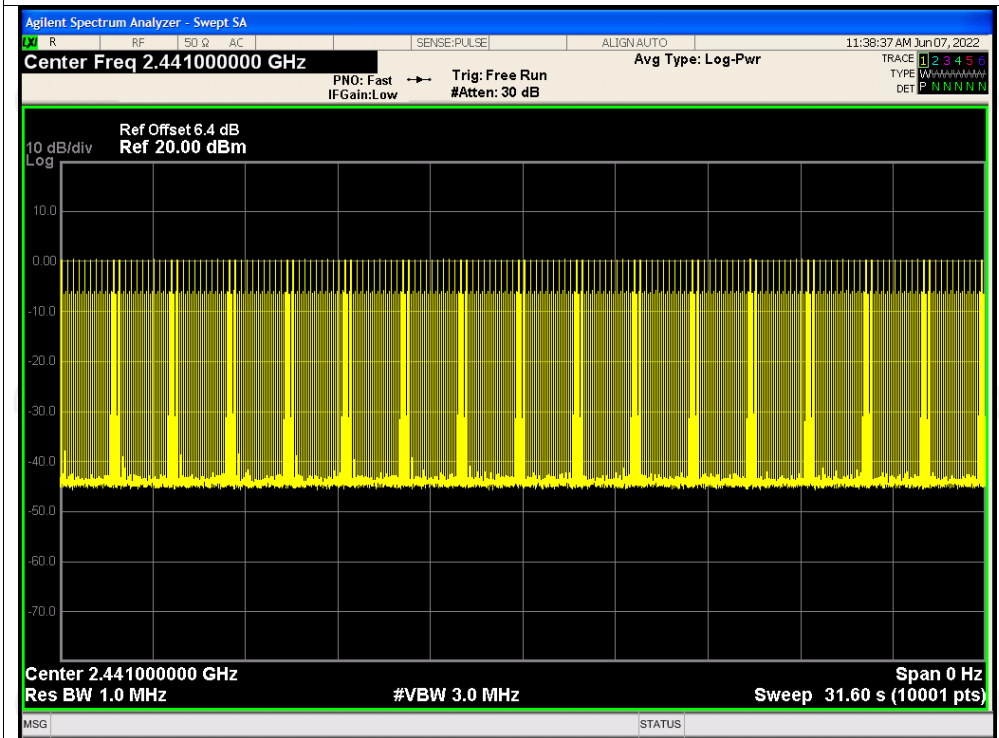 Agilent Spectrum Analyzer - Swept SA
LXI R RF 50 Ω AC SENSE:PULSE ALIGN AUTO 11:38:37 AM Jun 07, 2022
Center Freq 2.441000000 GHz
PNO: Fast
IFGain:Low
Trig: Free Run
#Atten: 30 dB
Avg Type: Log-Pwr
TRACE 1 2 3 4 5 6
TYPE
DET P N N N N N
Ref Offset 6.4 dB
10 dB/div Ref 20.00 dBm
Log
10.0
0.00
-10.0
-20.0
-30.0
-40.0
-50.0
-60.0
-70.0
Center 2.441000000 GHz Span 0 Hz
Res BW 1.0 MHz #VBW 3.0 MHz Sweep 31.60 s (10001 pts)
MSG STATUS